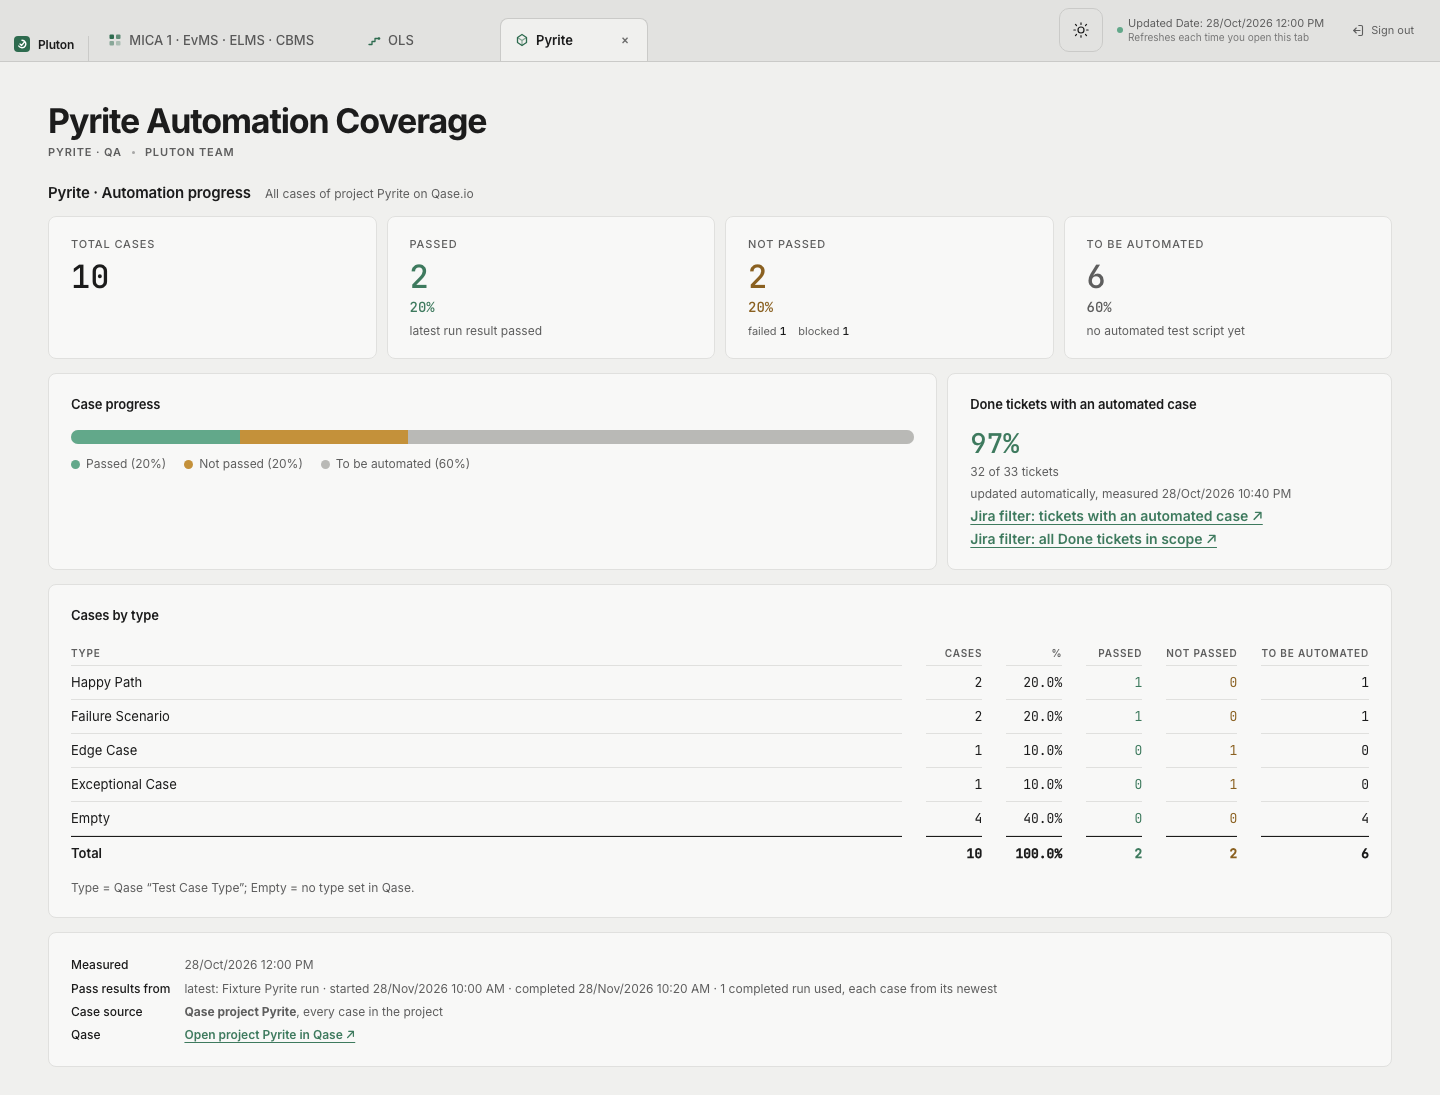 Pluton
MICA 1 · EvMS · ELMS · CBMS
OLS
Pyrite
×
Updated Date: 28/Oct/2026 12:00 PM
Refreshes each time you open this tab
Sign out
Pyrite Automation Coverage
PYRITE · QA • PLUTON TEAM
Pyrite · Automation progress All cases of project Pyrite on Qase.io
TOTAL CASES
10
PASSED
2
20%
latest run result passed
NOT PASSED
2
20%
failed 1 blocked 1
TO BE AUTOMATED
6
60%
no automated test script yet
Case progress
Passed (20%) Not passed (20%) To be automated (60%)
Done tickets with an automated case
97%
32 of 33 tickets
updated automatically, measured 28/Oct/2026 10:40 PM
Jira filter: tickets with an automated case ↗
Jira filter: all Done tickets in scope ↗
Cases by type
TYPE CASES % PASSED NOT PASSED TO BE AUTOMATED
Happy Path 2 20.0% 1 0 1
Failure Scenario 2 20.0% 1 0 1
Edge Case 1 10.0% 0 1 0
Exceptional Case 1 10.0% 0 1 0
Empty 4 40.0% 0 0 4
Total 10 100.0% 2 2 6
Type = Qase “Test Case Type”; Empty = no type set in Qase.
Measured 28/Oct/2026 12:00 PM
Pass results from latest: Fixture Pyrite run · started 28/Nov/2026 10:00 AM · completed 28/Nov/2026 10:20 AM · 1 completed run used, each case from its newest
Case source Qase project Pyrite, every case in the project
Qase Open project Pyrite in Qase ↗